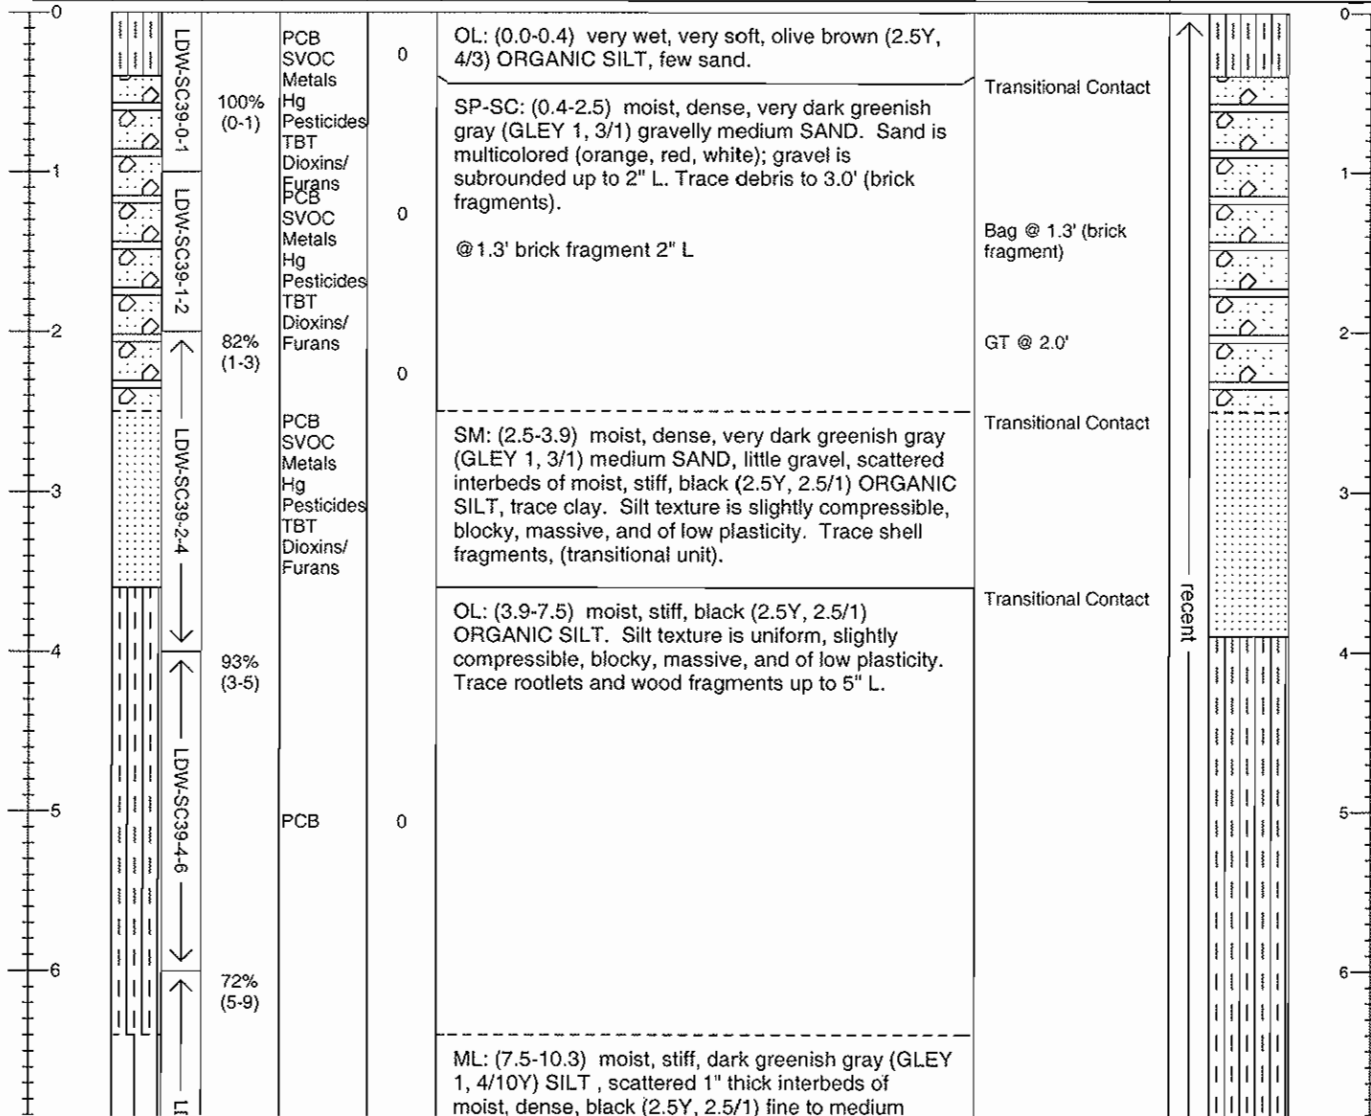 0
1
2
3
4
5
6
LDW-SC39-0-1
LDW-SC39-1-2
LDW-SC39-2-4
LDW-SC39-4-6
100%
(0-1)
82%
(1-3)
93%
(3-5)
72%
(5-9)
PCB
SVOC
Metals
Hg
Pesticides
TBT
Dioxins/
Furans
PCB
SVOC
Metals
Hg
Pesticides
TBT
Dioxins/
Furans
PCB
SVOC
Metals
Hg
Pesticides
TBT
Dioxins/
Furans
PCB
0
0
0
0
OL: (0.0-0.4) very wet, very soft, olive brown (2.5Y,
4/3) ORGANIC SILT, few sand.
SP-SC: (0.4-2.5) moist, dense, very dark greenish
gray (GLEY 1, 3/1) gravelly medium SAND. Sand is
multicolored (orange, red, white); gravel is
subrounded up to 2" L. Trace debris to 3.0' (brick
fragments).
@1.3' brick fragment 2" L
SM: (2.5-3.9) moist, dense, very dark greenish gray
(GLEY 1, 3/1) medium SAND, little gravel, scattered
interbeds of moist, stiff, black (2.5Y, 2.5/1) ORGANIC
SILT, trace clay. Silt texture is slightly compressible,
blocky, massive, and of low plasticity. Trace shell
fragments, (transitional unit).
OL: (3.9-7.5) moist, stiff, black (2.5Y, 2.5/1)
ORGANIC SILT. Silt texture is uniform, slightly
compressible, blocky, massive, and of low plasticity.
Trace rootlets and wood fragments up to 5" L.
ML: (7.5-10.3) moist, stiff, dark greenish gray (GLEY
1, 4/10Y) SILT , scattered 1" thick interbeds of
moist, dense, black (2.5Y, 2.5/1) fine to medium
Transitional Contact
Bag @ 1.3' (brick
fragment)
GT @ 2.0'
Transitional Contact
Transitional Contact
recent
0
1
2
3
4
5
6